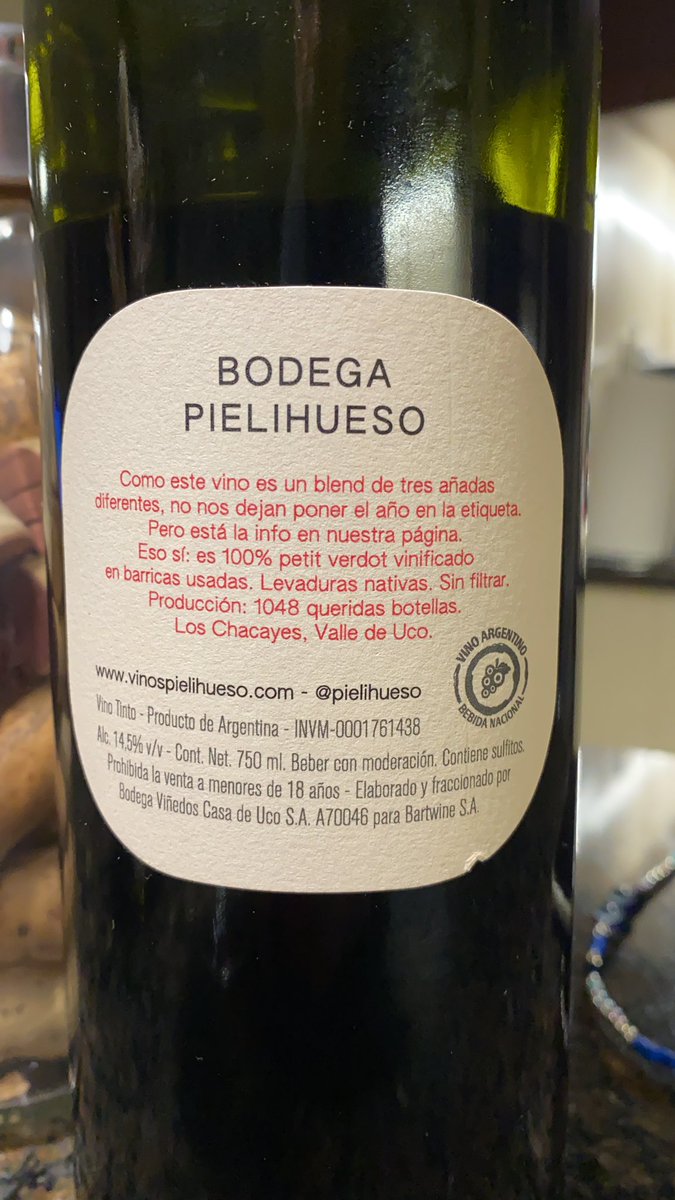 BODEGA
PIELIHUESO
Como este vino es un blend de tres añadas
diferentes, no nos dejan poner el año en la etiqueta.
Pero está la info en nuestra página.
Eso sí: es 100% petit verdot vinificado
en barricas usadas. Levaduras nativas. Sin filtrar.
Producción: 1048 queridas botellas.
Los Chacayes, Valle de Uco.
VINO ARGENTINO
BEBIDA NACIONAL
www.vinospielihueso.com - @pielihueso
Vino Tinto - Producto de Argentina - INVM-0001761438
Alc. 14,5% v/v - Cont. Net. 750 ml. Beber con moderación. Contiene sulfitos.
Prohibida la venta a menores de 18 años - Elaborado y fraccionado por
Bodega Viñedos Casa de Uco S.A. A70046 para Bartwine S.A.